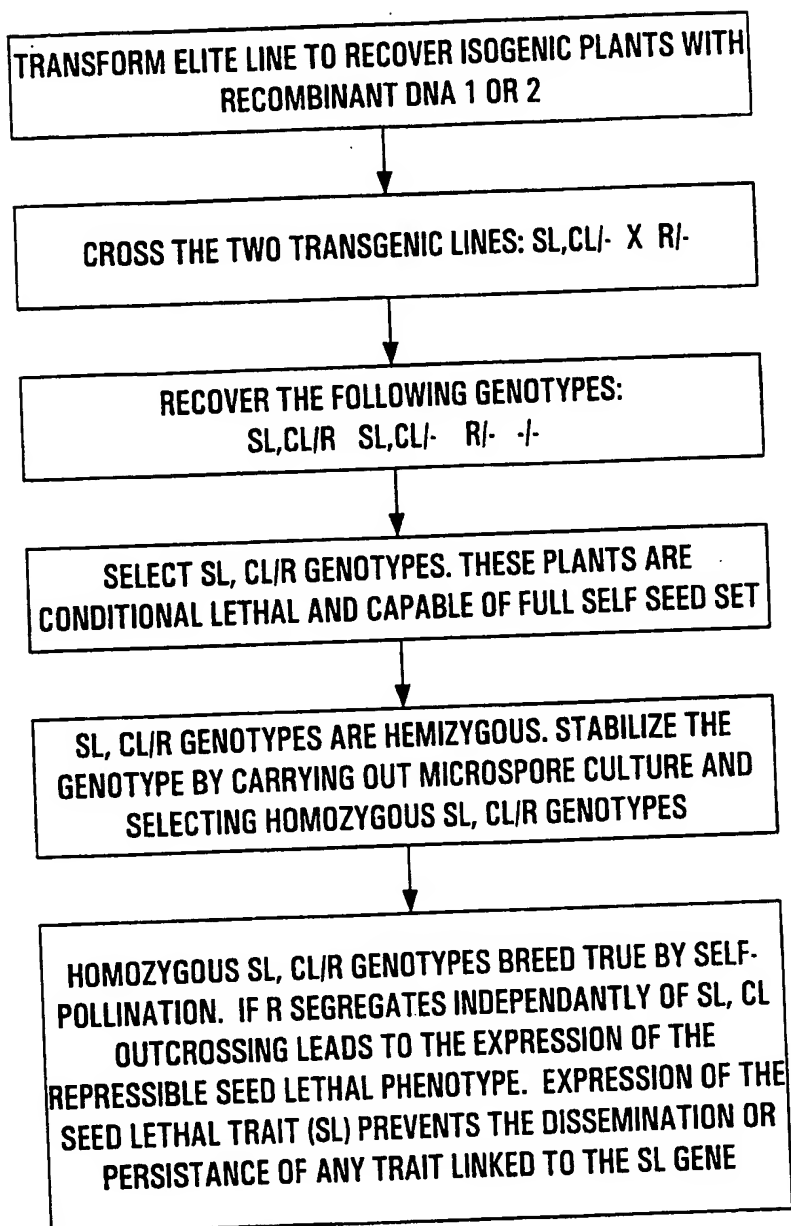 TRANSFORM ELITE LINE TO RECOVER ISOGENIC PLANTS WITH
RECOMBINANT DNA 1 OR 2
CROSS THE TWO TRANSGENIC LINES: SL,CL/- X R/-
RECOVER THE FOLLOWING GENOTYPES:
SL,CL/R SL,CL/- R/- -/-
SELECT SL, CL/R GENOTYPES. THESE PLANTS ARE
CONDITIONAL LETHAL AND CAPABLE OF FULL SELF SEED SET
SL, CL/R GENOTYPES ARE HEMIZYGOUS. STABILIZE THE
GENOTYPE BY CARRYING OUT MICROSPORE CULTURE AND
SELECTING HOMOZYGOUS SL, CL/R GENOTYPES
HOMOZYGOUS SL, CL/R GENOTYPES BREED TRUE BY SELF-
POLLINATION. IF R SEGREGATES INDEPENDANTLY OF SL, CL
OUTCROSSING LEADS TO THE EXPRESSION OF THE
REPRESSIBLE SEED LETHAL PHENOTYPE. EXPRESSION OF THE
SEED LETHAL TRAIT (SL) PREVENTS THE DISSEMINATION OR
PERSISTANCE OF ANY TRAIT LINKED TO THE SL GENE